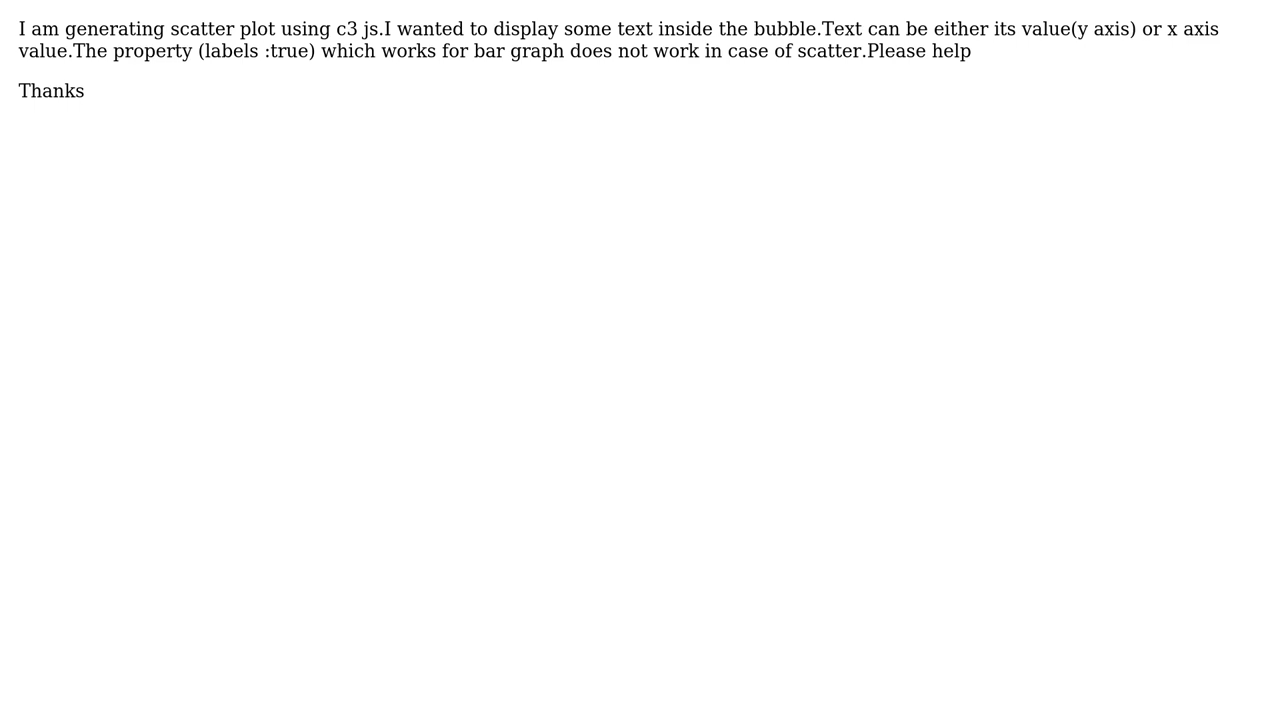 I am generating scatter plot using c3 js.I wanted to display some text inside the bubble.Text can be either its value(y axis) or x axis
value.The property (labels :true) which works for bar graph does not work in case of scatter.Please help
Thanks